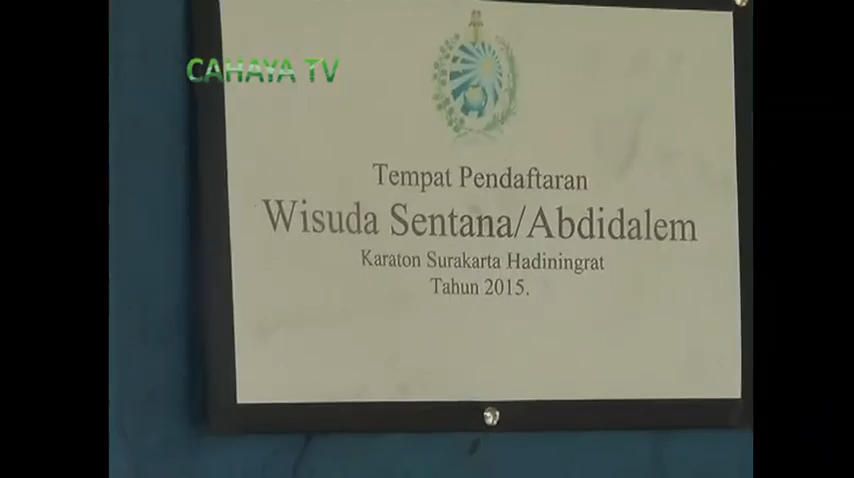 CAHAYA TV
Tempat Pendaftaran
Wisuda Sentana/Abdidalem
Karaton Surakarta Hadiningrat
Tahun 2015.